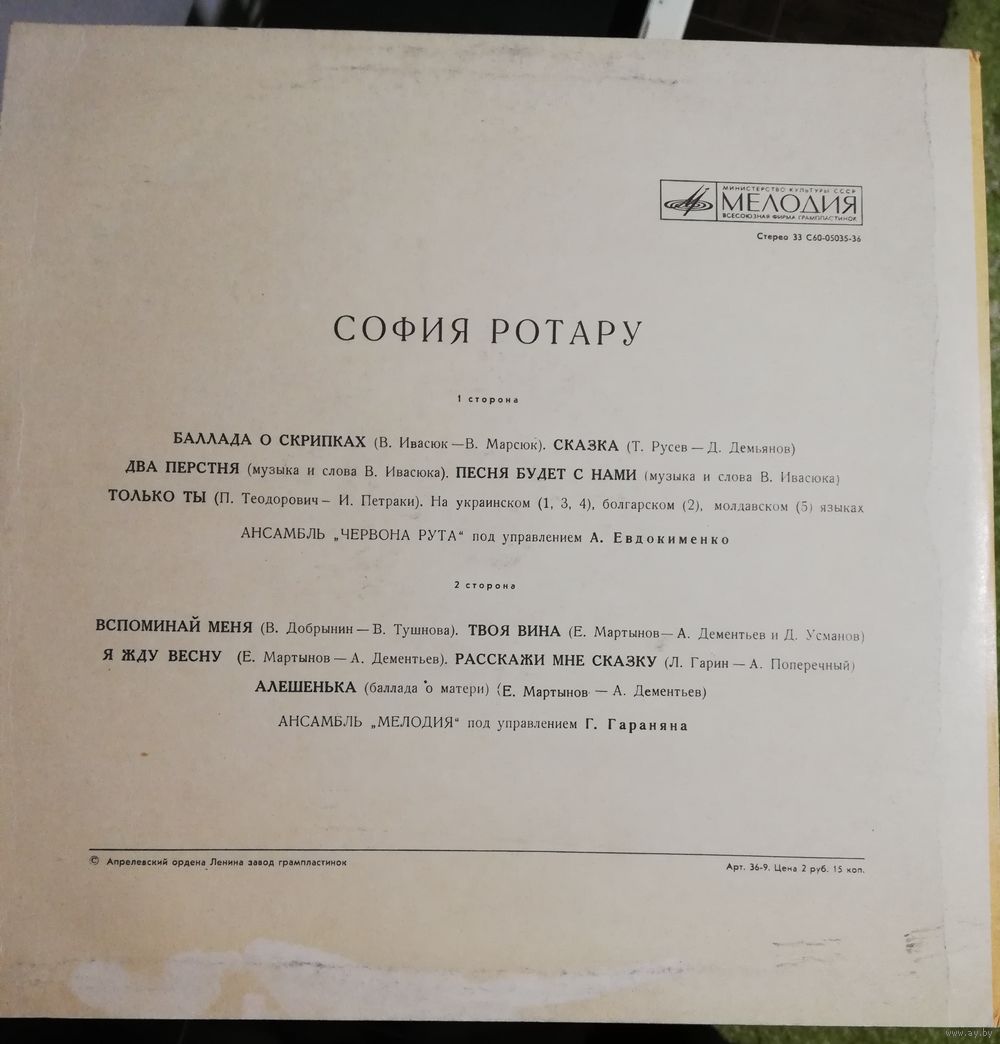 МИНИСТЕРСТВО КУЛЬТУРЫ СССР
МЕЛОДИЯ
ВСЕСОЮЗНАЯ ФИРМА ГРАМПЛАСТИНОК
Стерео 33 С60-05035-36
СОФИЯ РОТАРУ
1 сторона
БАЛЛАДА О СКРИПКАХ (В. Ивасюк — В. Марсюк). СКАЗКА (Т. Русев — Д. Демьянов)
ДВА ПЕРСТНЯ (музыка и слова В. Ивасюка). ПЕСНЯ БУДЕТ С НАМИ (музыка и слова В. Ивасюка)
ТОЛЬКО ТЫ (П. Теодорович — И. Петраки). На украинском (1, 3, 4), болгарском (2), молдавском (5) языках
АНСАМБЛЬ „ЧЕРВОНА РУТА“ под управлением А. Евдокименко
2 сторона
ВСПОМИНАЙ МЕНЯ (В. Добрынин — В. Тушнова). ТВОЯ ВИНА (Е. Мартынов — А. Дементьев и Д. Усманов)
Я ЖДУ ВЕСНУ (Е. Мартынов — А. Дементьев). РАССКАЖИ МНЕ СКАЗКУ (Л. Гарин — А. Поперечный)
АЛЕШЕНЬКА (баллада о матери) (Е. Мартынов — А. Дементьев)
АНСАМБЛЬ „МЕЛОДИЯ“ под управлением Г. Гараняна
© Апрелевский ордена Ленина завод грампластинок
Арт. 36-9. Цена 2 руб. 15 коп.
www.ay.by